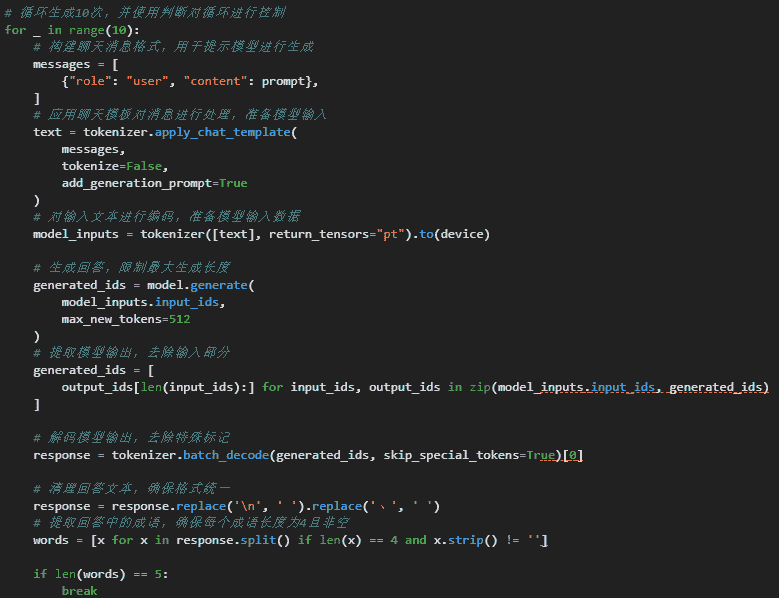 # 循环生成10次，并使用判断对循环进行控制
for _ in range(10):
    # 构建聊天消息格式，用于提示模型进行生成
    messages = [
        {"role": "user", "content": prompt},
    ]
    # 应用聊天模板对消息进行处理，准备模型输入
    text = tokenizer.apply_chat_template(
        messages,
        tokenize=False,
        add_generation_prompt=True
    )
    # 对输入文本进行编码，准备模型输入数据
    model_inputs = tokenizer([text], return_tensors="pt").to(device)

    # 生成回答，限制最大生成长度
    generated_ids = model.generate(
        model_inputs.input_ids,
        max_new_tokens=512
    )
    # 提取模型输出，去除输入部分
    generated_ids = [
        output_ids[len(input_ids):] for input_ids, output_ids in zip(model_inputs.input_ids, generated_ids)
    ]

    # 解码模型输出，去除特殊标记
    response = tokenizer.batch_decode(generated_ids, skip_special_tokens=True)[0]

    # 清理回答文本，确保格式统一
    response = response.replace('\n', ' ').replace('、', ' ')
    # 提取回答中的成语，确保每个成语长度为4且非空
    words = [x for x in response.split() if len(x) == 4 and x.strip() != '']

    if len(words) == 5:
        break